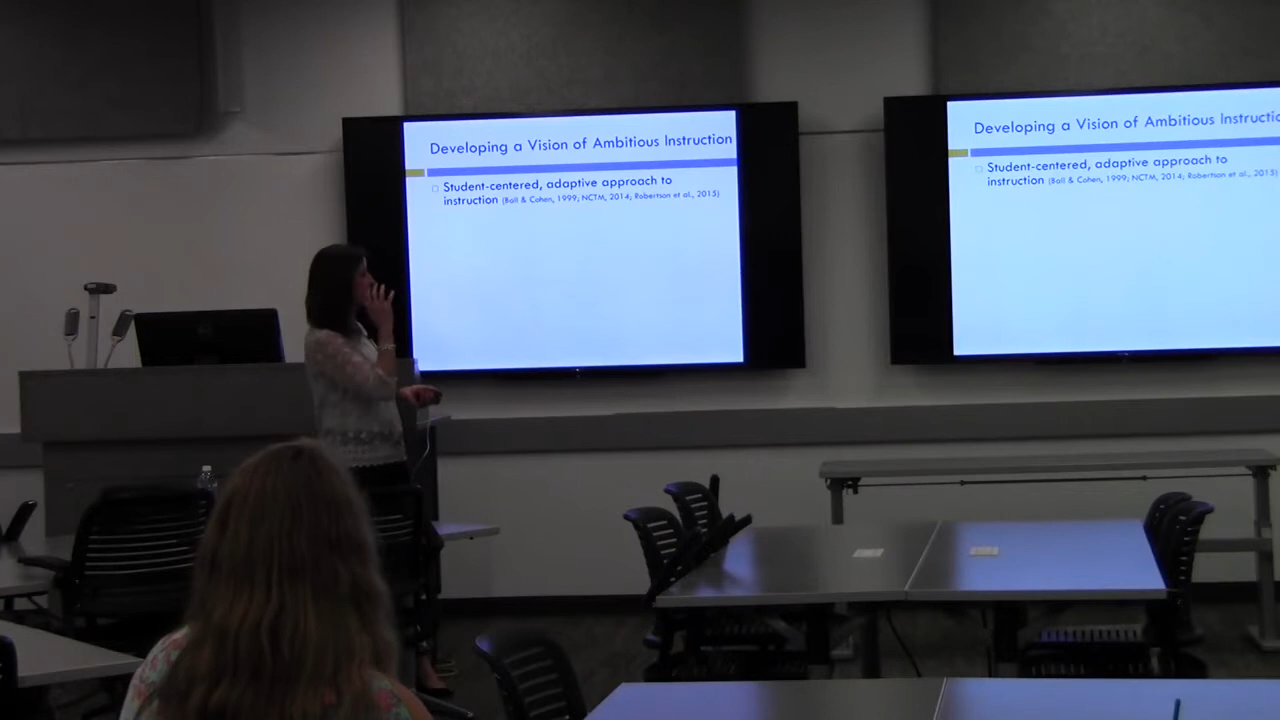 Developing a Vision of Ambitious Instruction
Student-centered, adaptive approach to
instruction (Ball & Cohen, 1999; NCTM, 2014; Robertson et al., 2015)
Developing a Vision of Ambitious Instructio
Student-centered, adaptive approach to
instruction (Ball & Cohen, 1999; NCTM, 2014; Robertson et al., 2015)